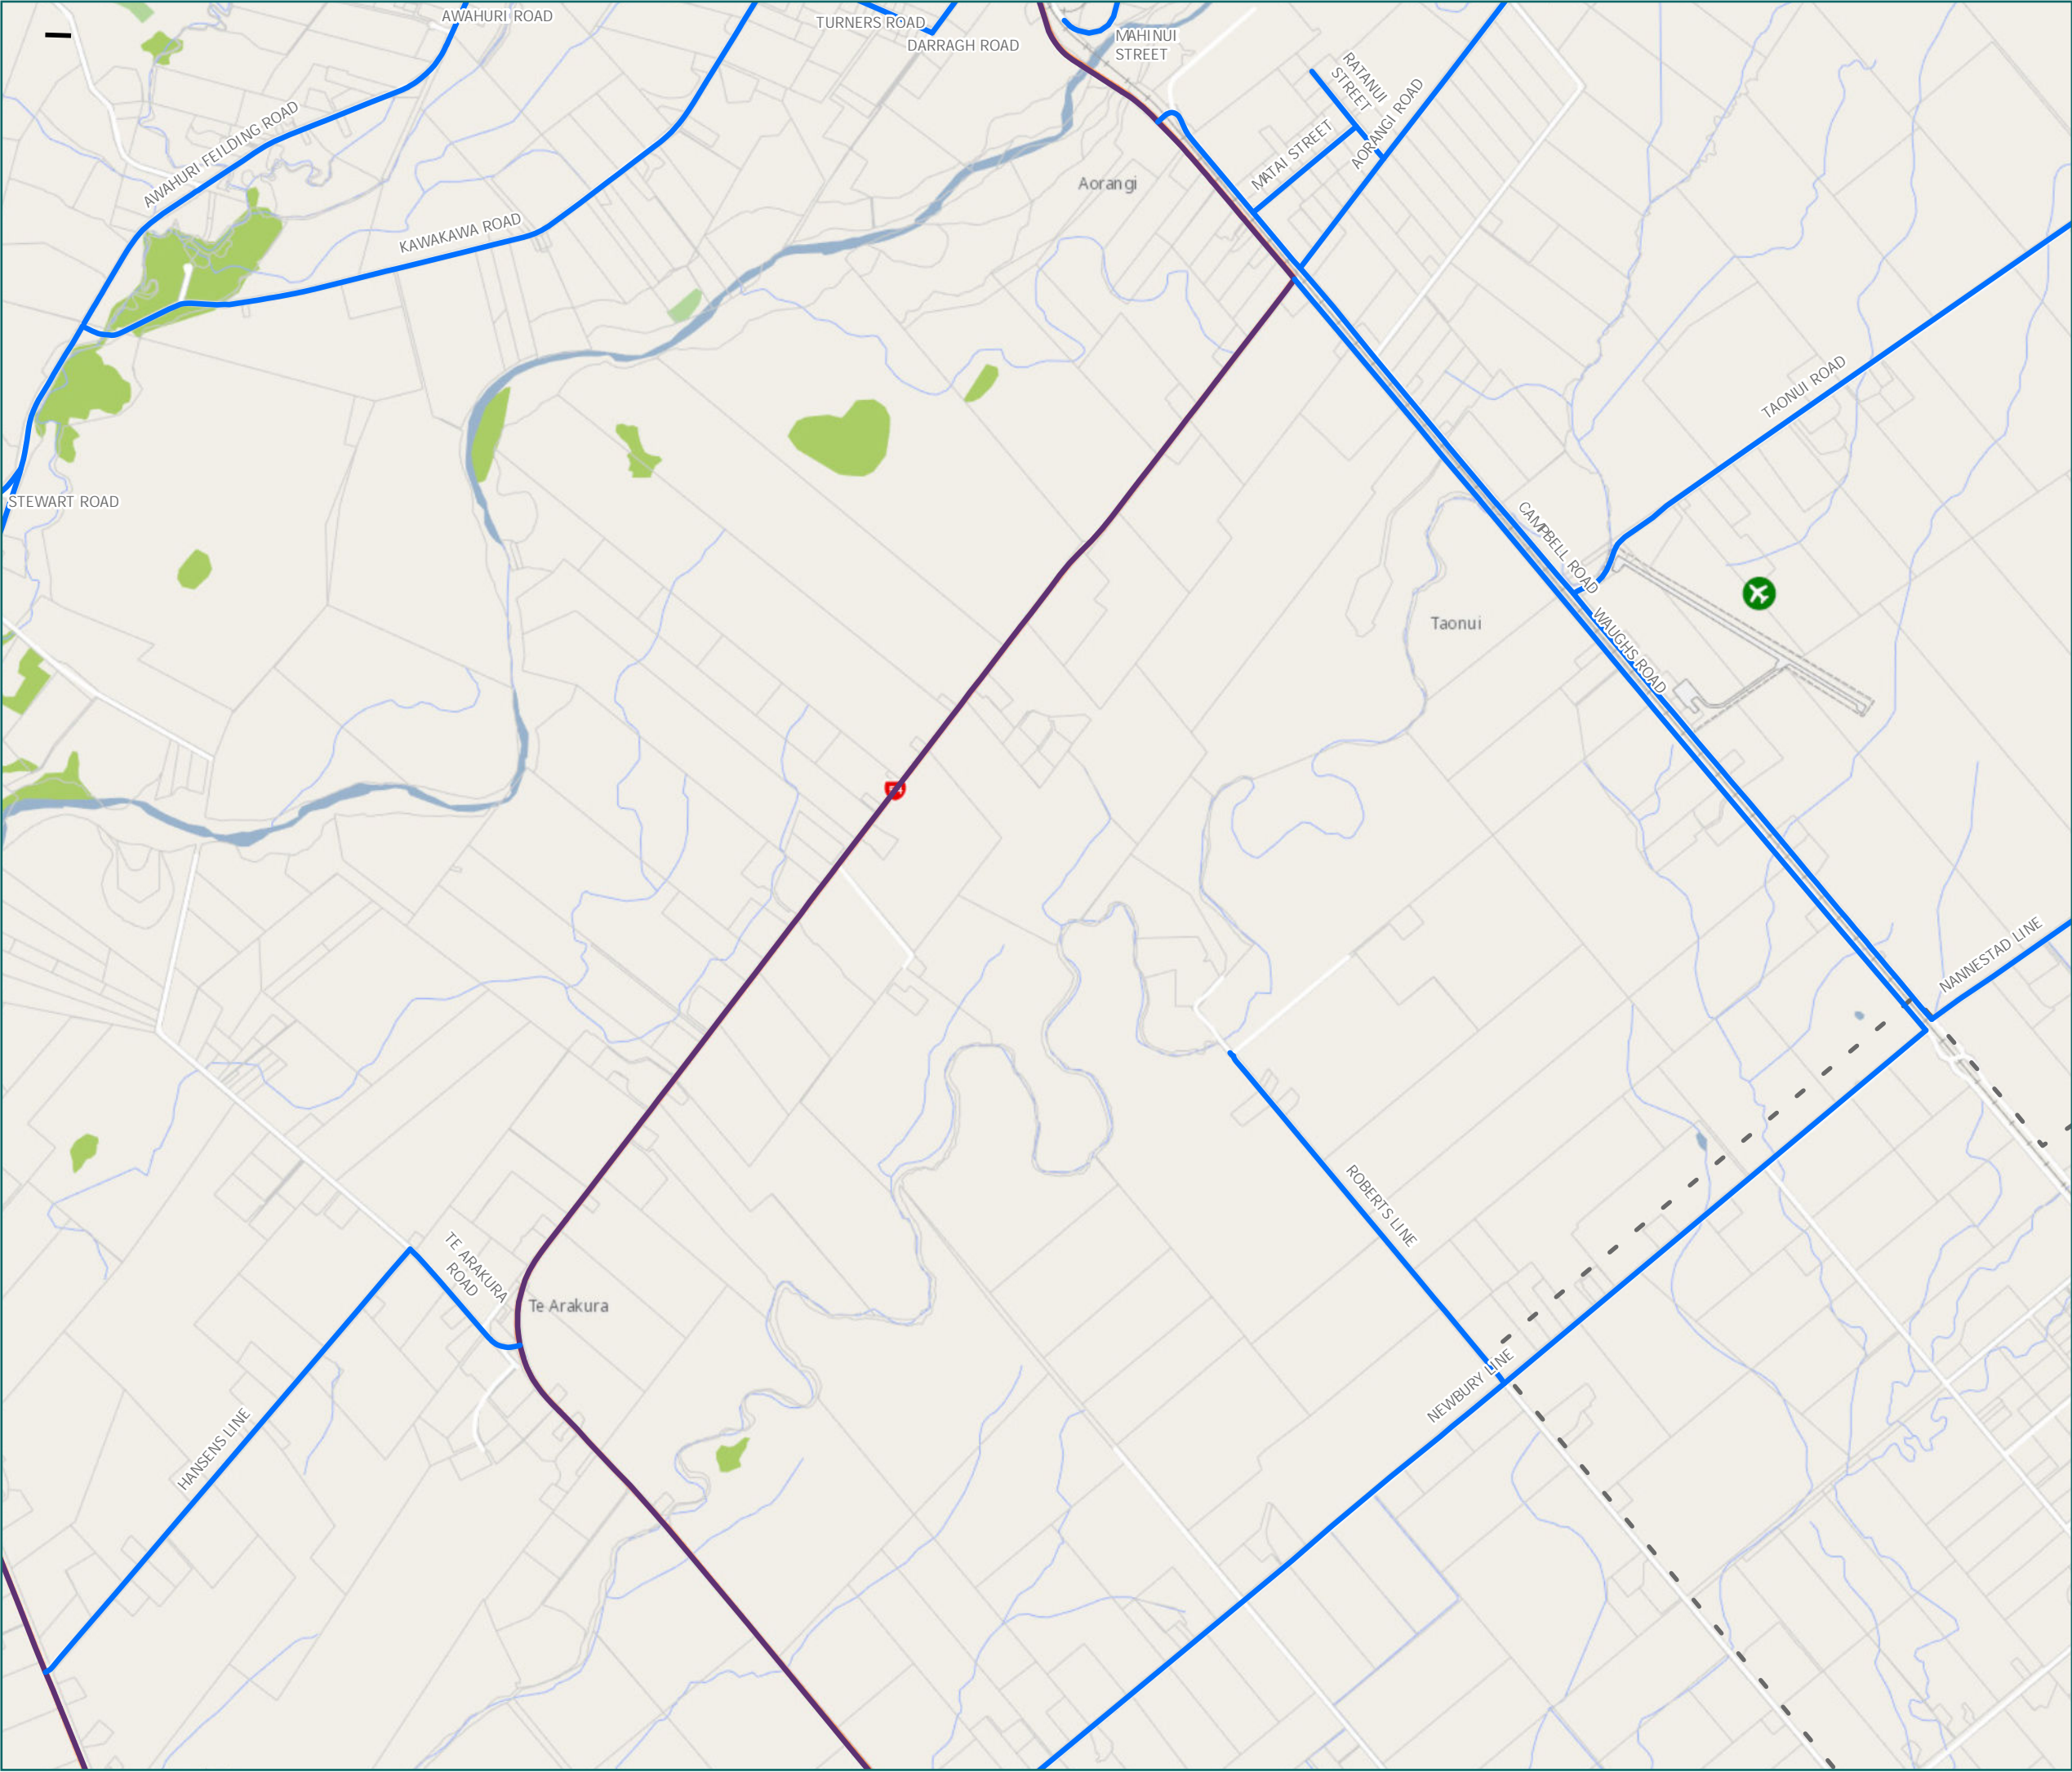 AWAHURI ROAD
TURNERS ROAD
DARRAGH ROAD
MAHINUI
STREET
RATANUI
STREET
AORANGI ROAD
MATAI STREET
AWAHURI FEILDING ROAD
Aorangi
KAWAKAWA ROAD
TAONUI ROAD
STEWART ROAD
CAMPBELL ROAD
Taonui
WAUGHS ROAD
NANNESTAD LINE
ROBERTS LINE
TE ARAKURA
ROAD
Te Arakura
NEWBURY LINE
HANSENS LINE